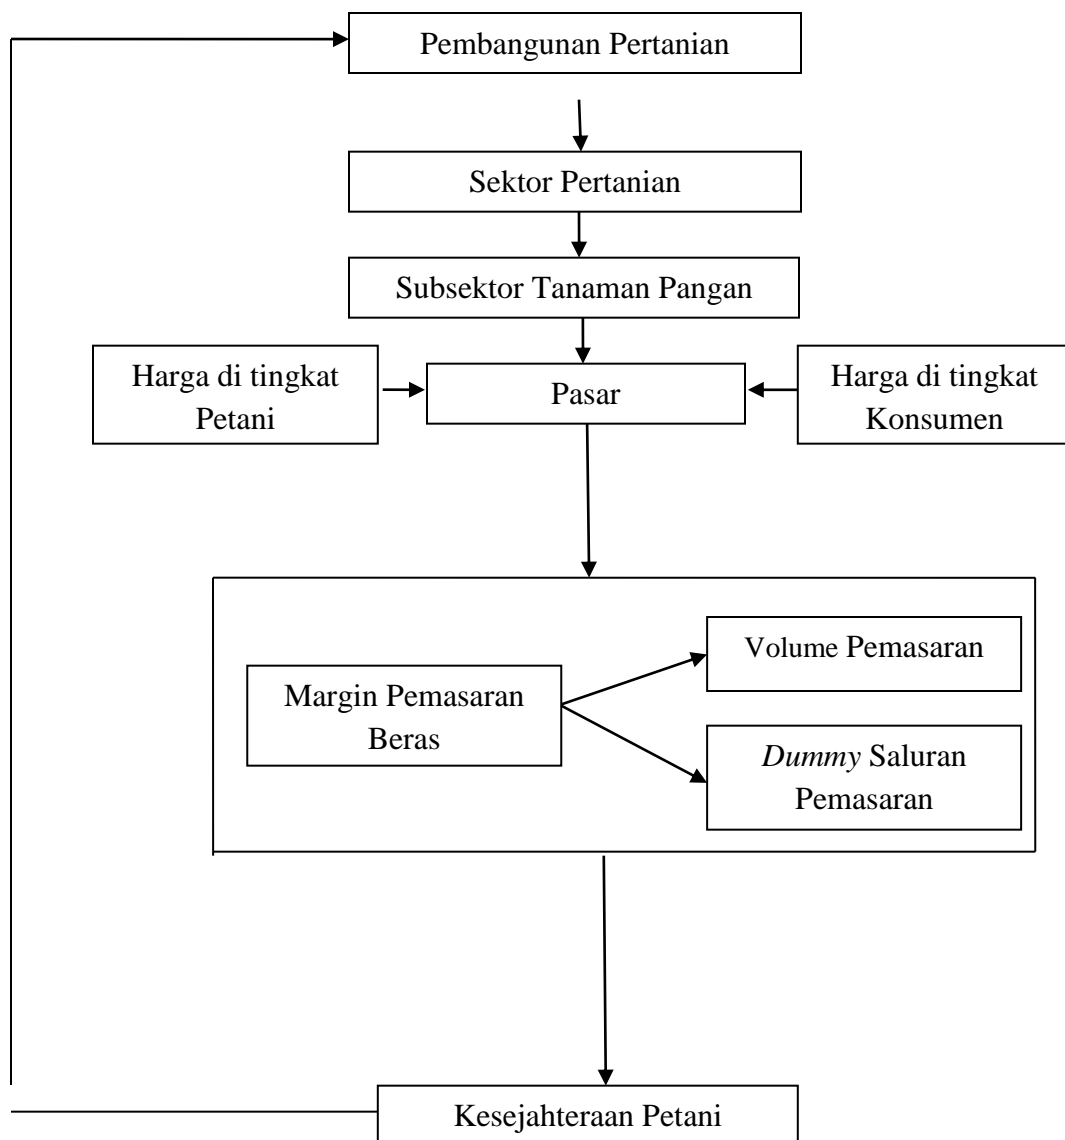 Pembangunan Pertanian
Sektor Pertanian
Subsektor Tanaman Pangan
Harga di tingkat
Petani
Pasar
Harga di tingkat
Konsumen
Margin Pemasaran
Beras
Volume Pemasaran
Dummy Saluran
Pemasaran
Kesejahteraan Petani